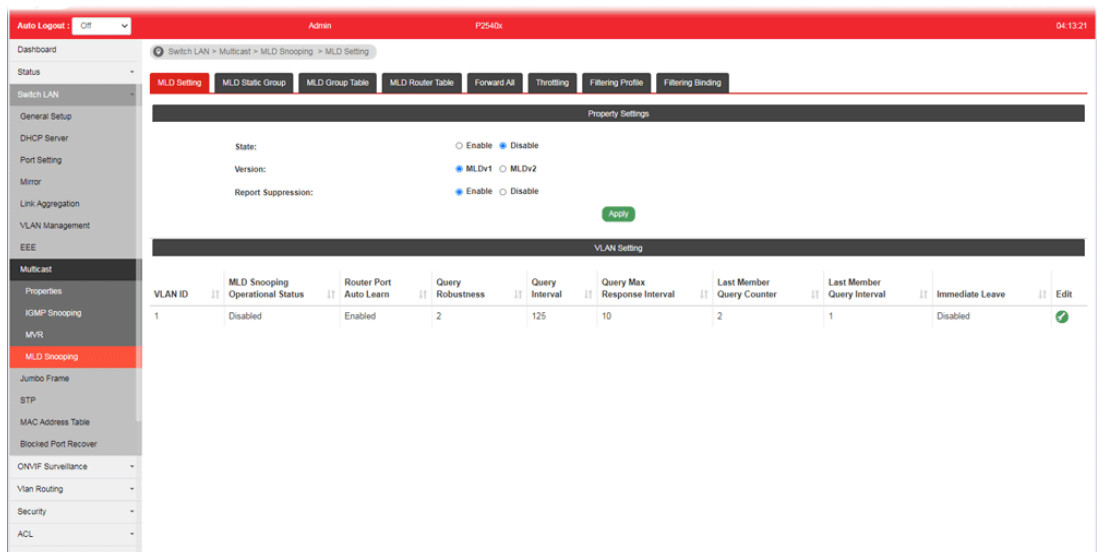 Auto Logout : Off Admin P2540x 04:13:21
Dashboard
Status
Switch LAN
General Setup
DHCP Server
Port Setting
Mirror
Link Aggregation
VLAN Management
EEE
Multicast
Properties
IGMP Snooping
MVR
MLD Snooping
Jumbo Frame
STP
MAC Address Table
Blocked Port Recover
ONVIF Surveillance
Vlan Routing
Security
ACL
Switch LAN > Multicast > MLD Snooping > MLD Setting
MLD Setting MLD Static Group MLD Group Table MLD Router Table Forward All Throttling Filtering Profile Filtering Binding
Property Settings
State: Enable Disable
Version: MLDv1 MLDv2
Report Suppression: Enable Disable
Apply
VLAN Setting
VLAN ID MLD Snooping Operational Status Router Port Auto Learn Query Robustness Query Interval Query Max Response Interval Last Member Query Counter Last Member Query Interval Immediate Leave Edit
1 Disabled Enabled 2 125 10 2 1 Disabled